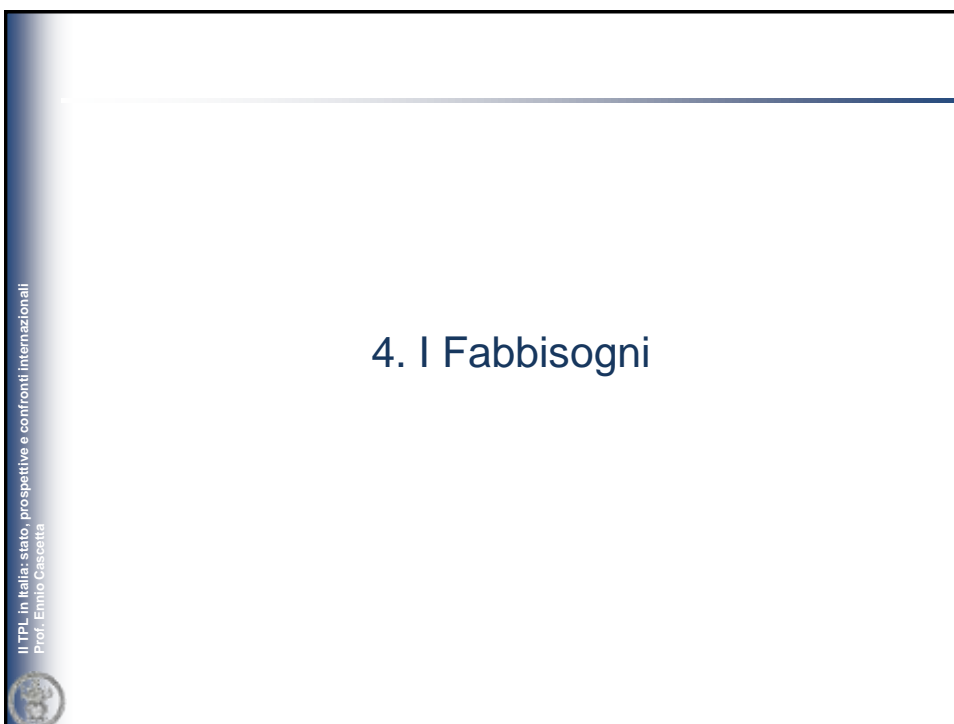 4. I Fabbisogni
Il TPL in Italia: stato, prospettive e confronti internazionali
Prof. Ennio Cascetta